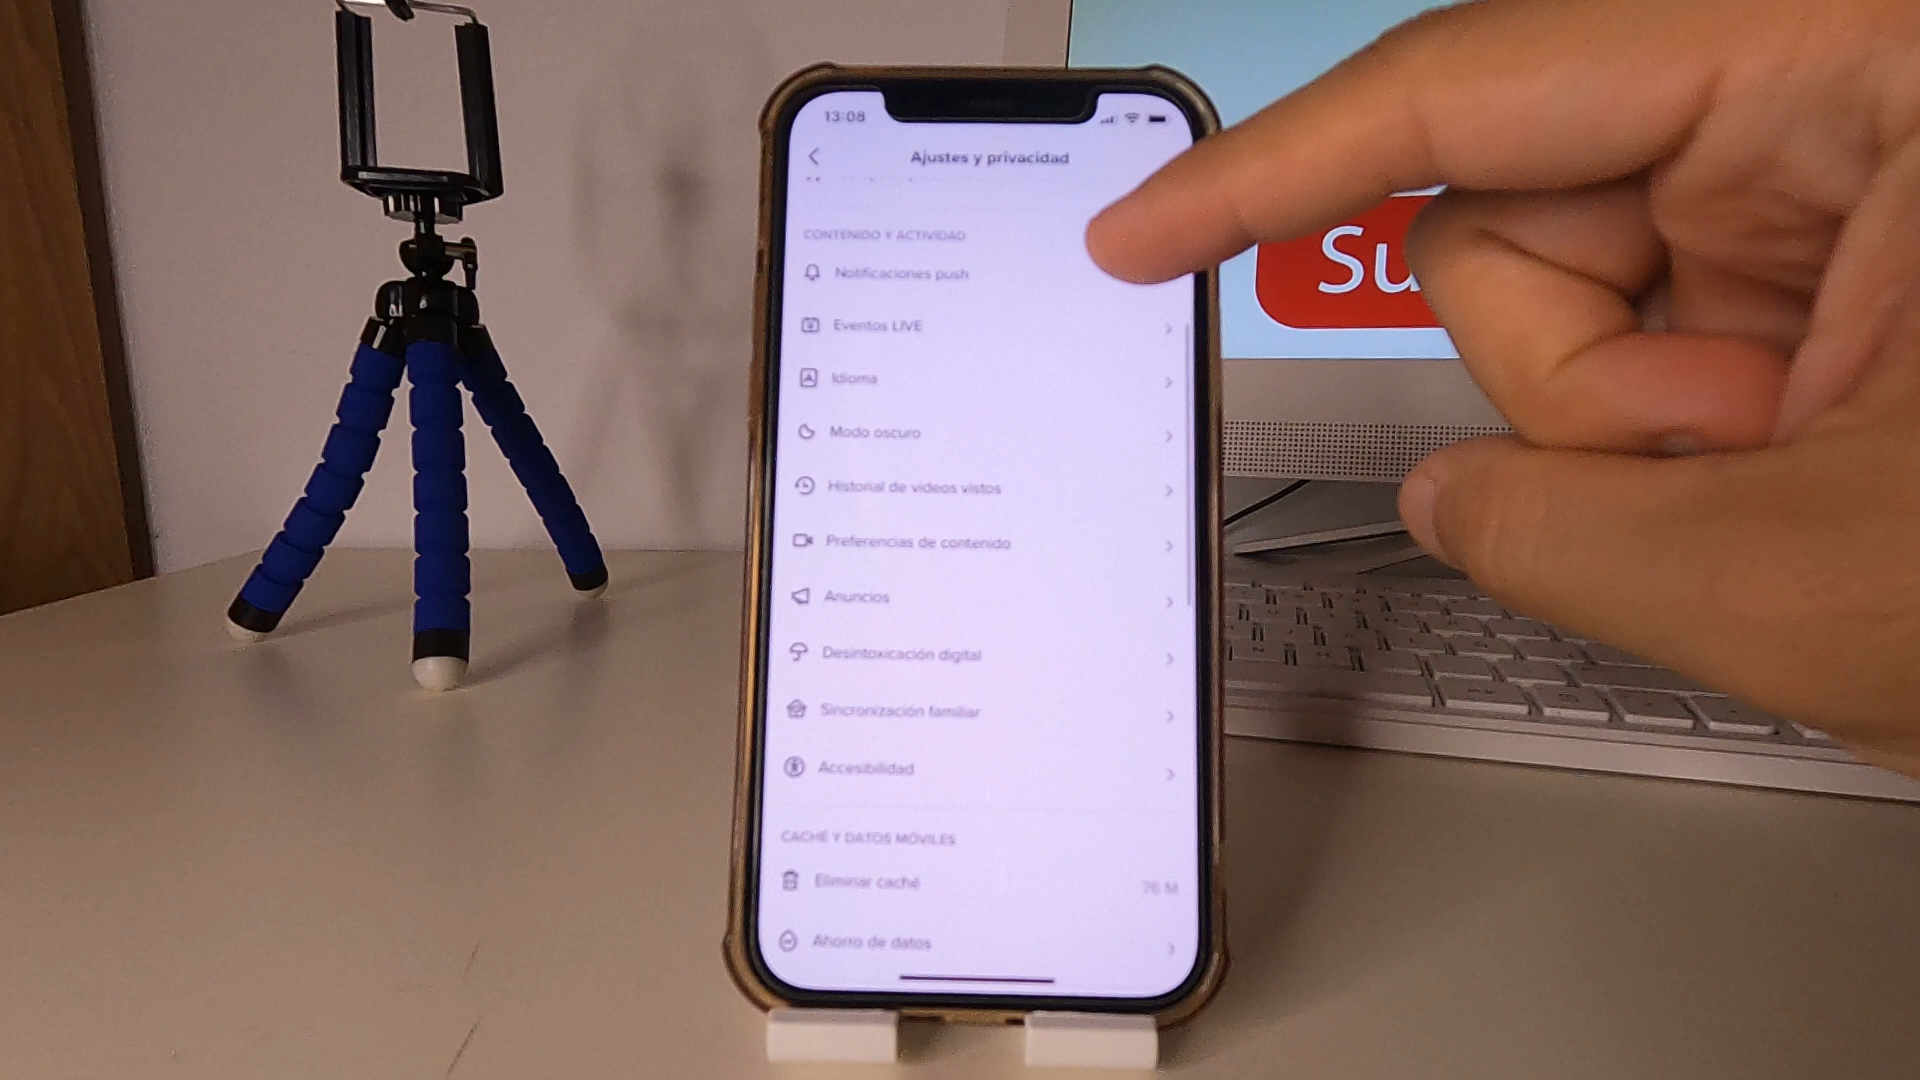 13:08
Ajustes y privacidad
CONTENIDO Y ACTIVIDAD
Notificaciones push
Eventos LIVE
Idioma
Modo oscuro
Historial de videos vistos
Preferencias de contenido
Anuncios
Desintoxicación digital
Sincronización familiar
Accesibilidad
CACHÉ Y DATOS MÓVILES
Eliminar caché
76 M
Ahorro de datos
Su